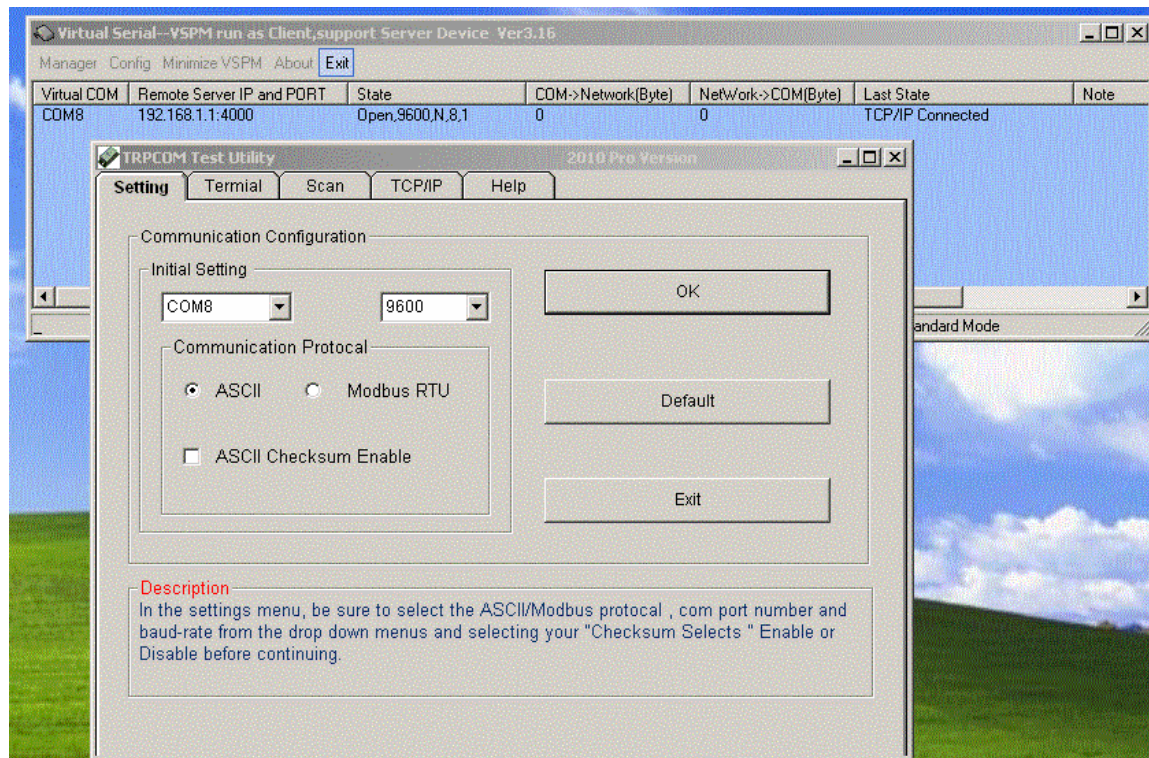 Virtual Serial--VSPM run as Client,support Server Device Ver3.16
Manager Config Minimize VSPM About Exit
Virtual COM Remote Server IP and PORT State COM->Network(Byte) NetWork->COM(Byte) Last State Note
COM8 192.168.1.1:4000 Open,9600,N,8,1 0 0 TCP/IP Connected
TRPCOM Test Utility 2010 Pro Version
Setting Termial Scan TCP/IP Help
Communication Configuration
Initial Setting
COM8 9600
OK
andard Mode
Communication Protocal
ASCII Modbus RTU
Default
ASCII Checksum Enable
Exit
Description
In the settings menu, be sure to select the ASCII/Modbus protocal , com port number and
baud-rate from the drop down menus and selecting your "Checksum Selects " Enable or
Disable before continuing.